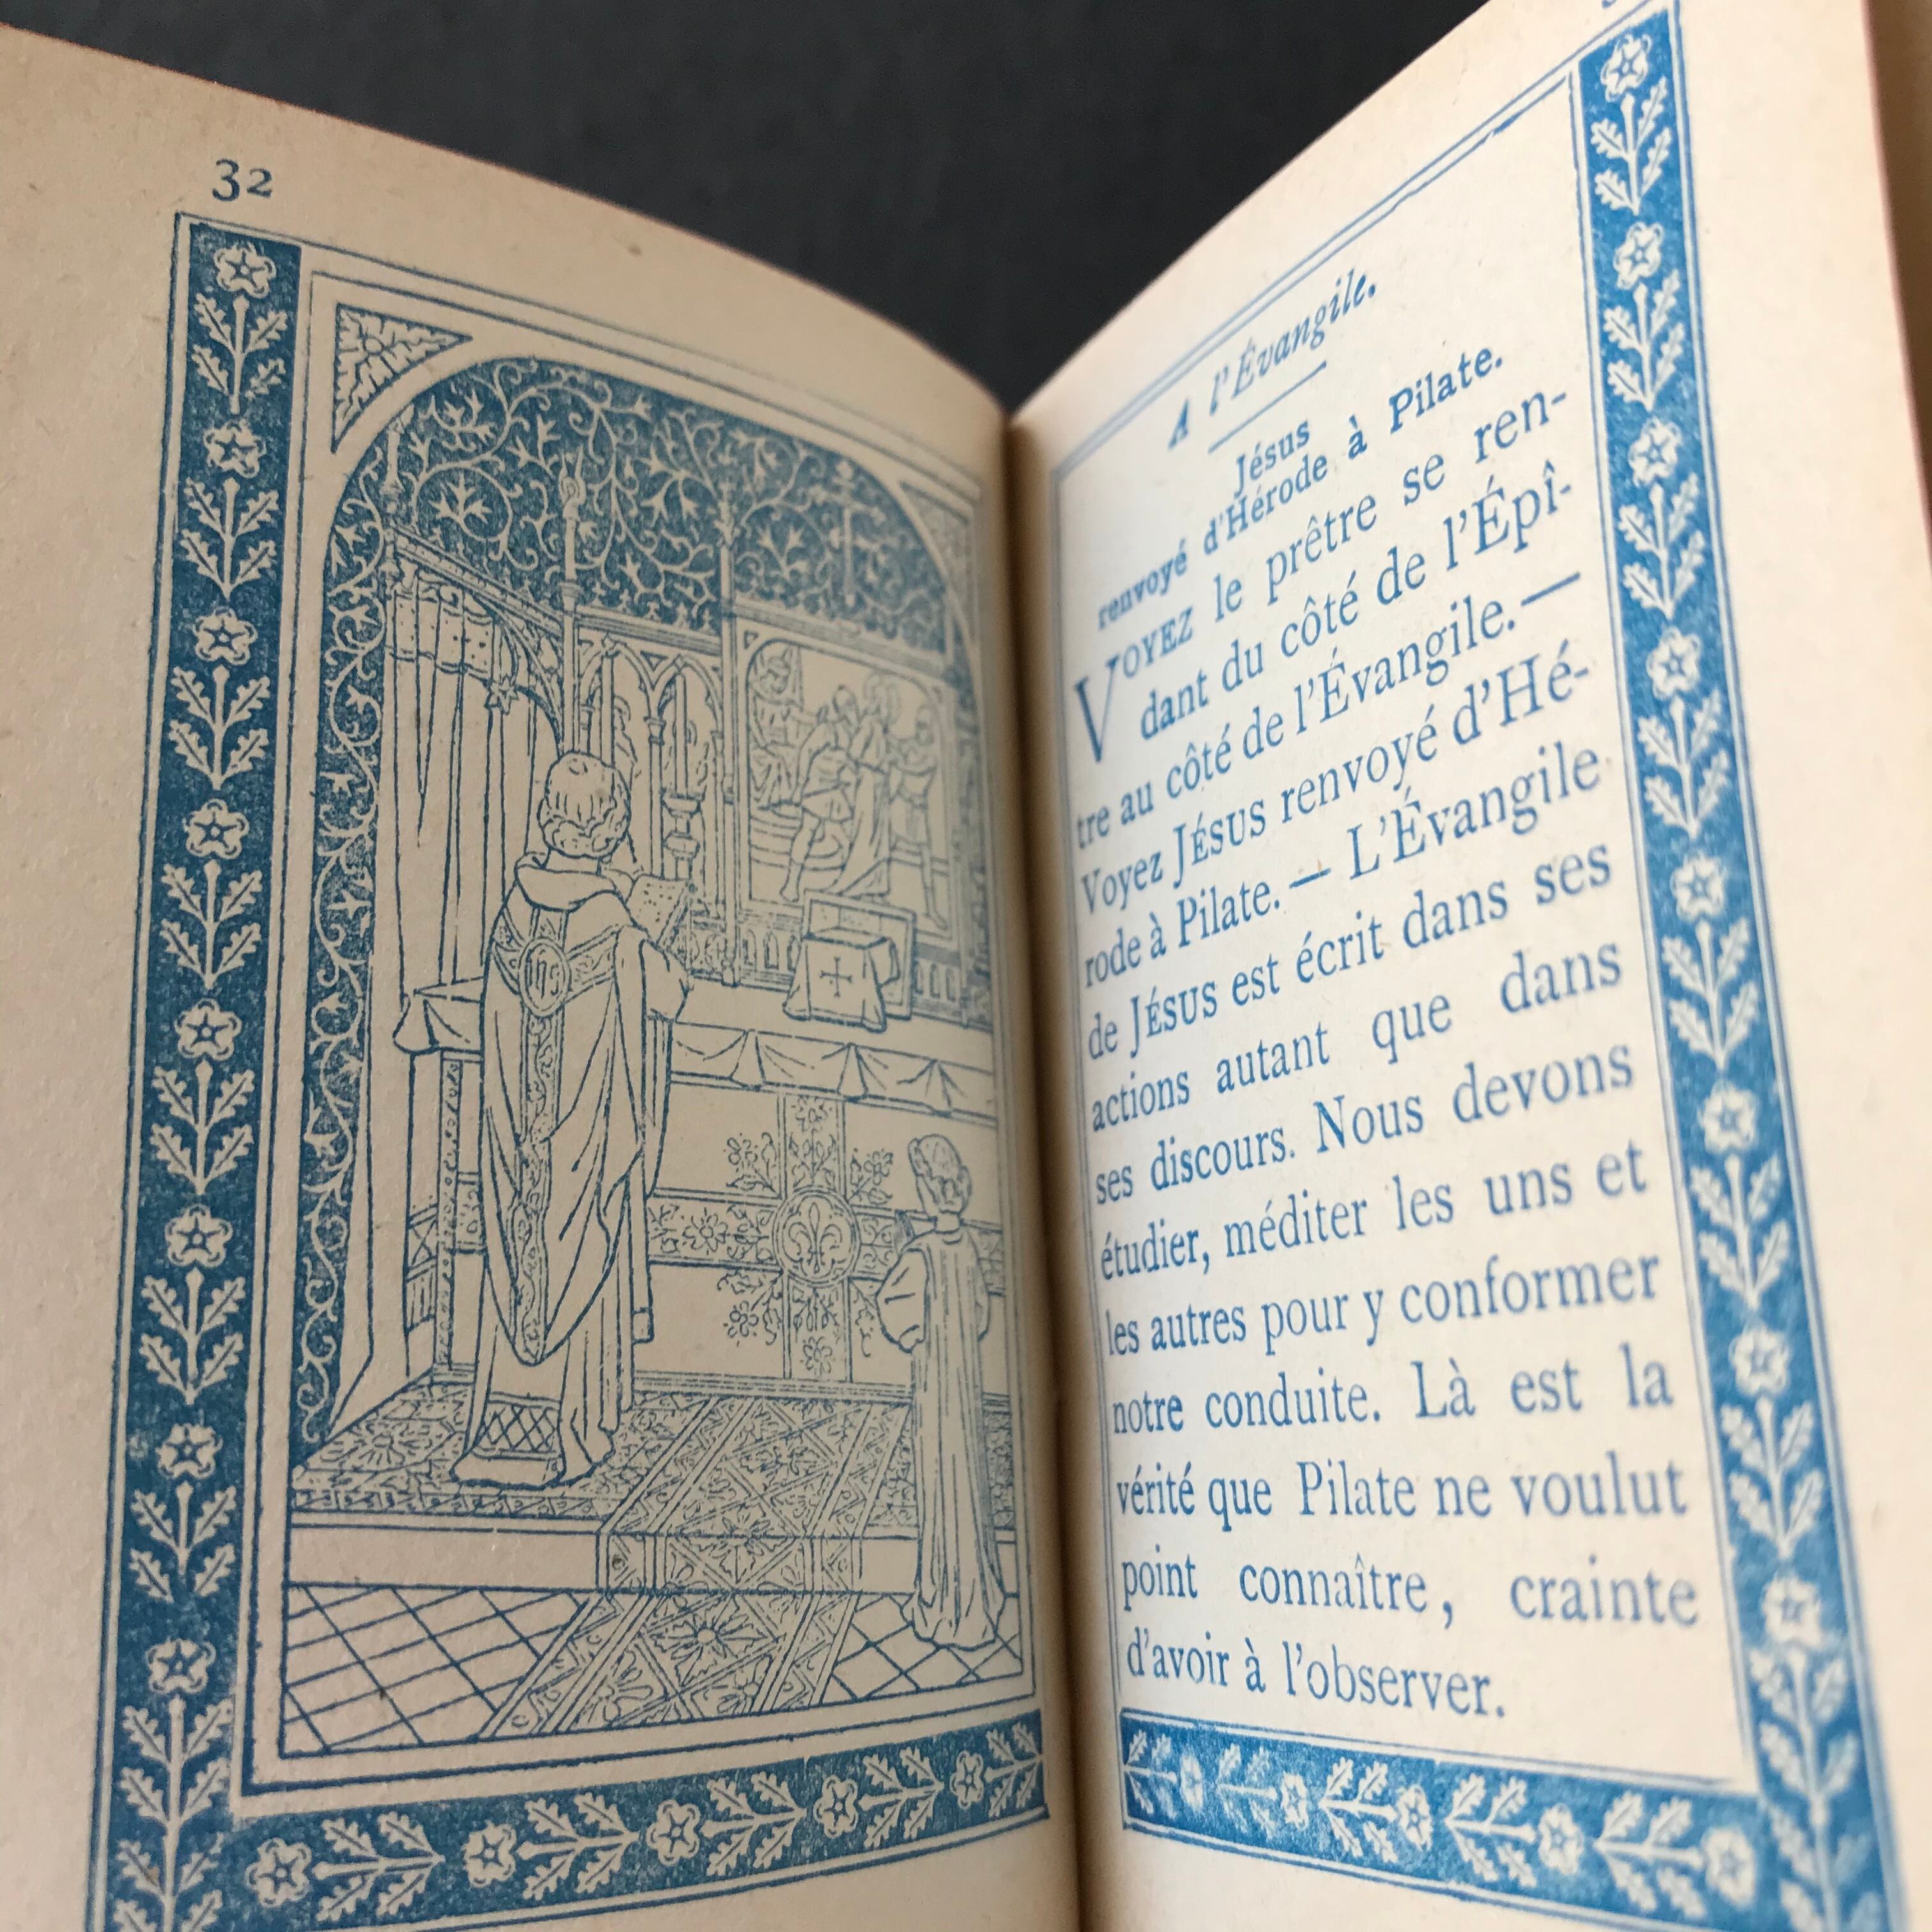 32
IHS
A l'Évangile.
Jésus
renvoyé d'Hérode à Pilate.
VOYEZ le prêtre se ren-
dant du côté de l'Épî-
tre au côté de l'Évangile.—
Voyez JÉSUS renvoyé d'Hé-
rode à Pilate. — L'Évangile
de JÉSUS est écrit dans ses
actions autant que dans
ses discours. Nous devons
étudier, méditer les uns et
les autres pour y conformer
notre conduite. Là est la
vérité que Pilate ne voulut
point connaître, crainte
d'avoir à l'observer.